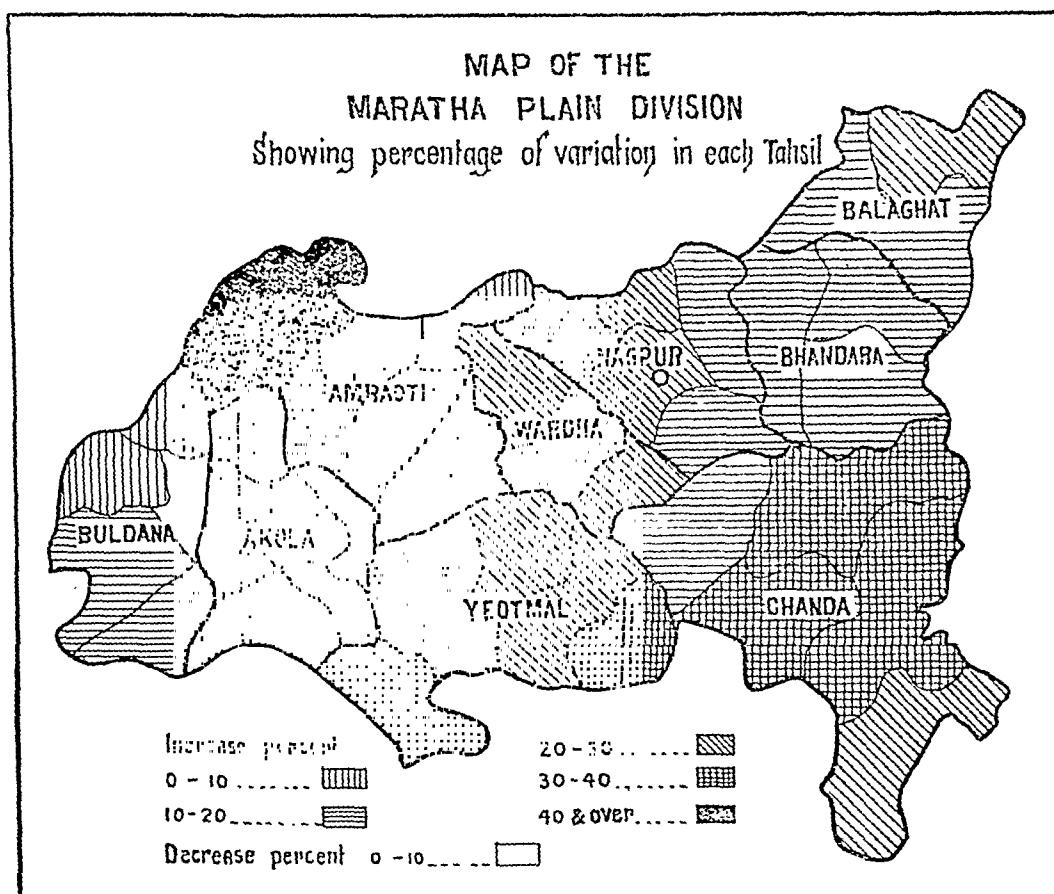 MAP OF THE
MARATHA PLAIN DIVISION
Showing percentage of variation in each Tahsil
BALAGHAT
NAGPUR
BHANDARA
AMRAOTI
WARDHA
BULDANA
AKOLA
YEOTMAL
CHANDA
Increase percent
0 - 10
10 - 20
20 - 30
30 - 40
40 & over
Decrease percent 0 - 10